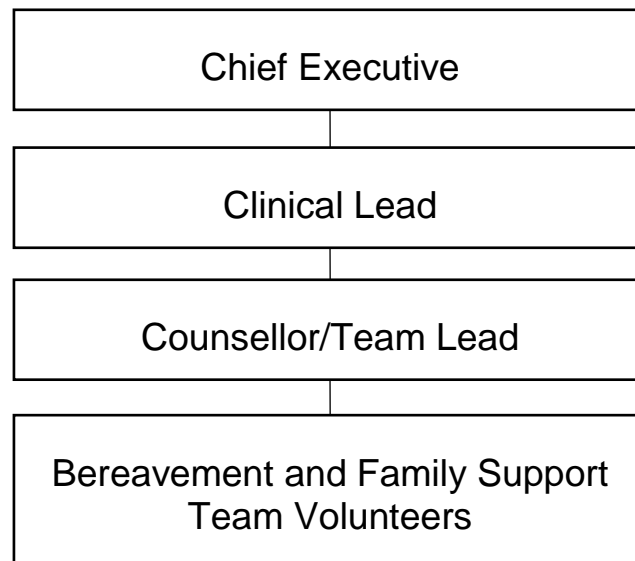 Chief Executive
Clinical Lead
Counsellor/Team Lead
Bereavement and Family Support
Team Volunteers